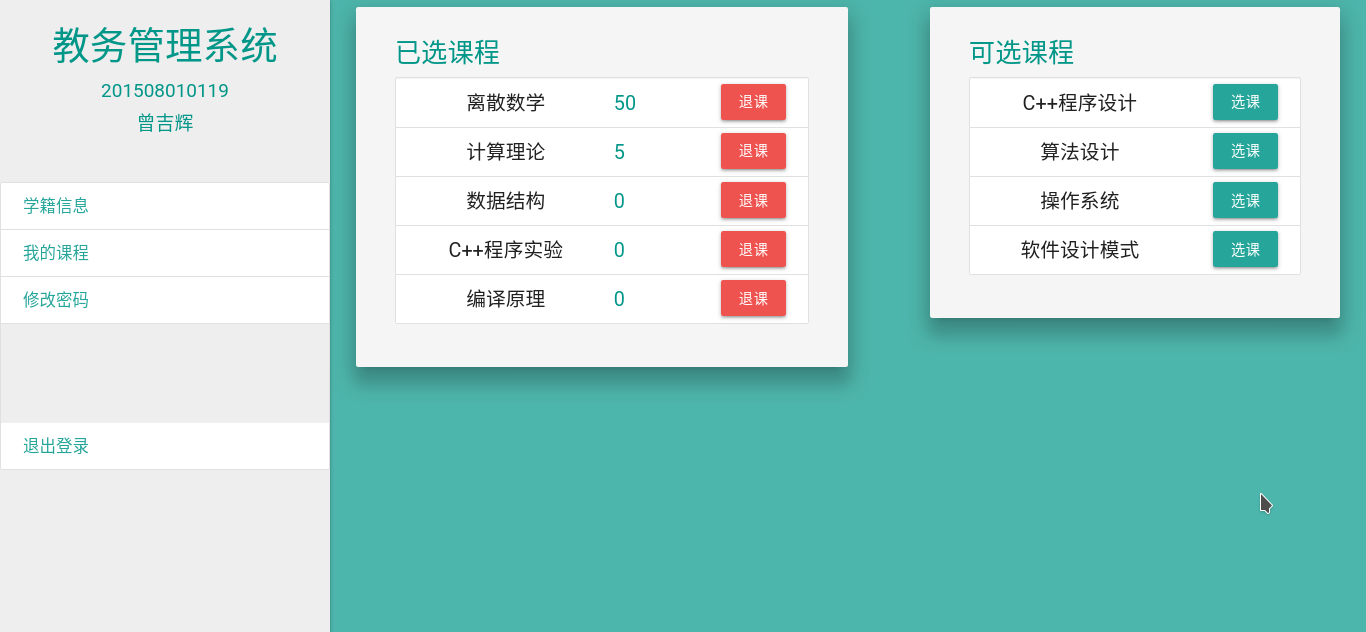 教务管理系统
201508010119
曾吉辉
学籍信息
我的课程
修改密码
退出登录
已选课程
离散数学 50 退课
计算理论 5 退课
数据结构 0 退课
C++程序实验 0 退课
编译原理 0 退课
可选课程
C++程序设计 选课
算法设计 选课
操作系统 选课
软件设计模式 选课